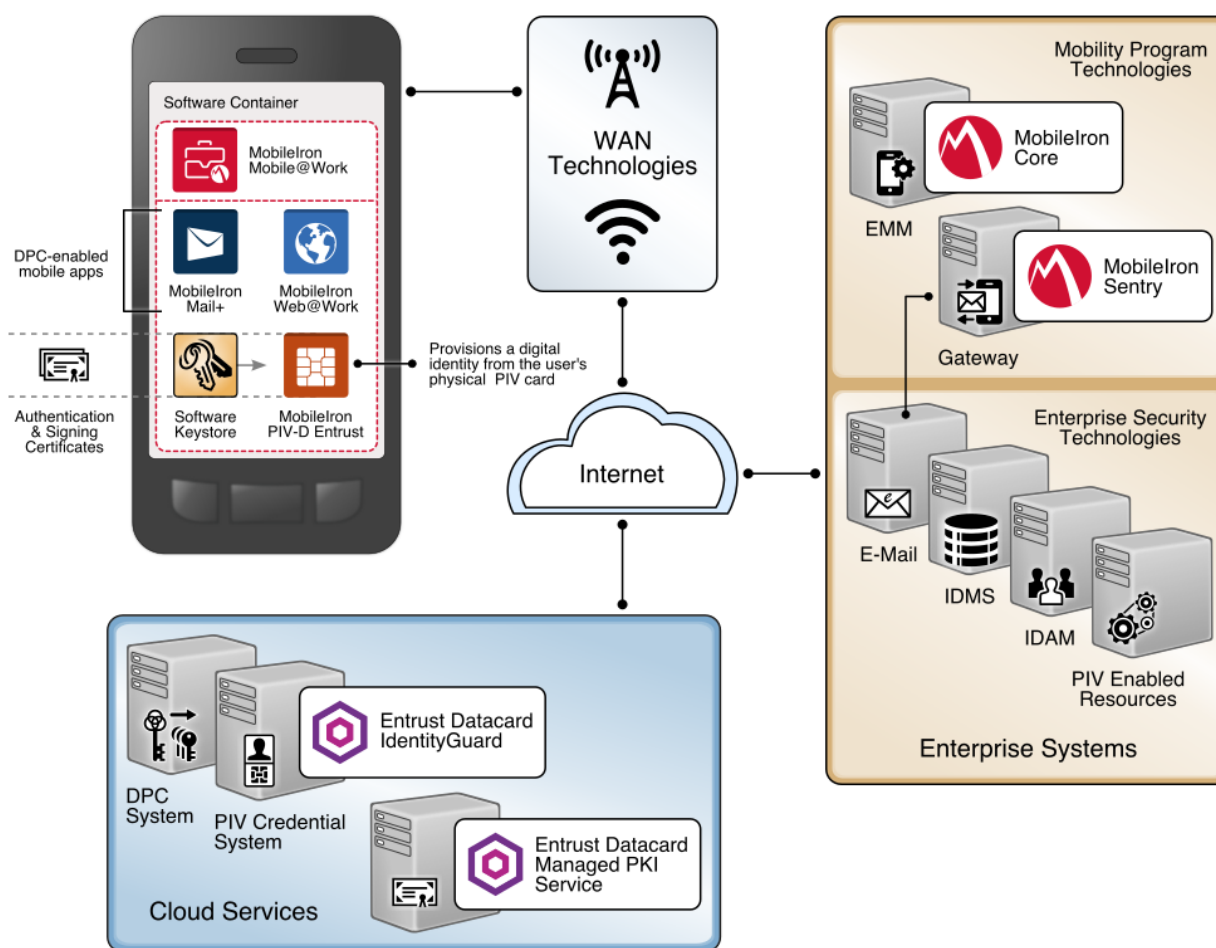 Software Container
MobileIron
Mobile@Work
DPC-enabled
mobile apps
MobileIron
Mail+
MobileIron
Web@Work
Authentication
& Signing
Certificates
Software
Keystore
MobileIron
PIV-D Entrust
Provisions a digital
identity from the user's
physical PIV card
WAN
Technologies
Internet
Mobility Program
Technologies
MobileIron
Core
EMM
MobileIron
Sentry
Gateway
Enterprise Security
Technologies
e
E-Mail
IDMS
IDAM
PIV Enabled
Resources
Enterprise Systems
DPC
System
PIV Credential
System
Entrust Datacard
IdentityGuard
Entrust Datacard
Managed PKI
Service
Cloud Services